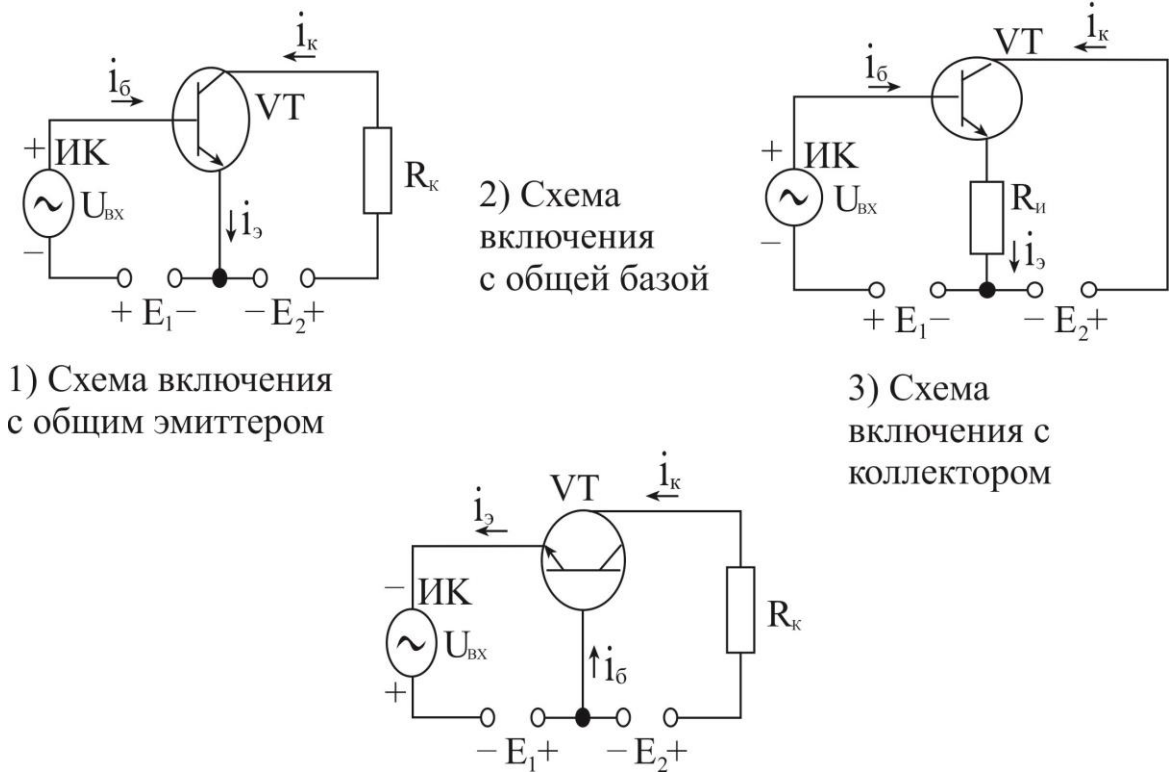 iк
iб
VT
+ ИК
Uвх
Rк
−
iэ
+ E1− −E2+
1) Схема включения
с общим эмиттером
2) Схема
включения
с общей базой
iк
VT
iб
+
ИК
Uвх
Rи
−
iэ
+ E1− − E2+
3) Схема
включения с
коллектором
iк
VT
iэ
− ИК
Uвх
Rк
+
iб
− E1+ −E2+